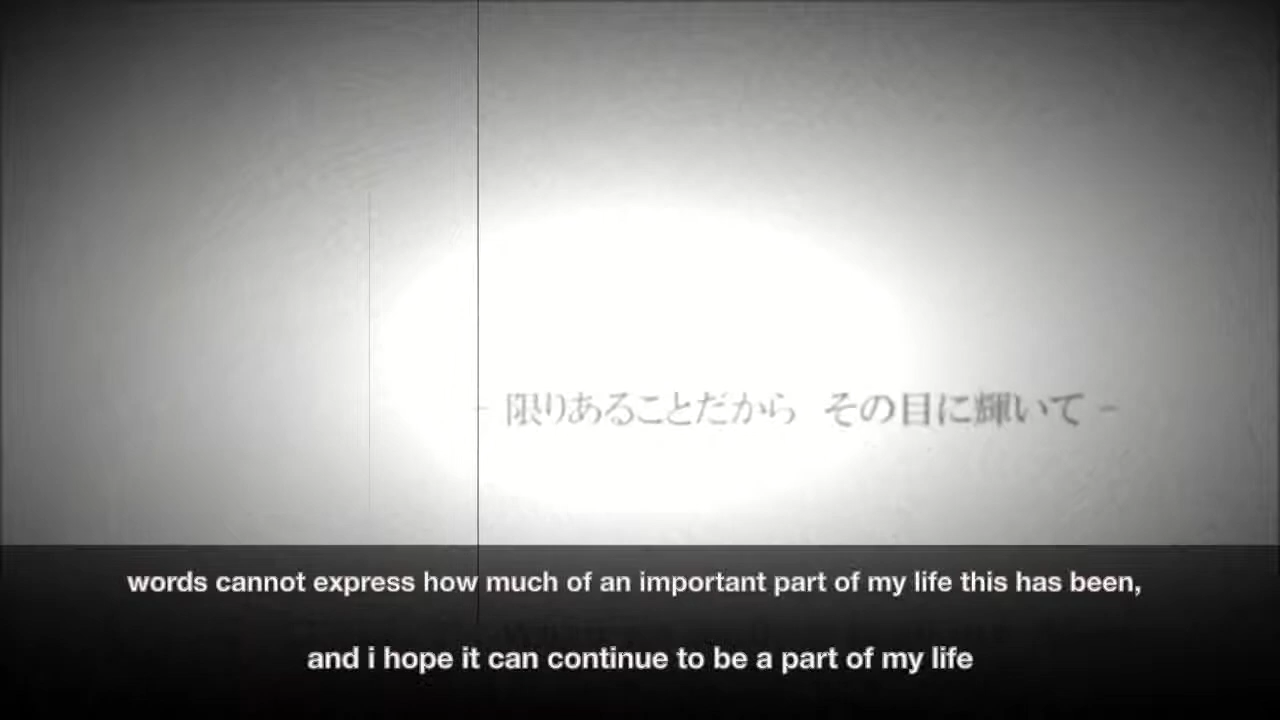 - 限りあることだから その目に輝いて -
words cannot express how much of an important part of my life this has been,
and i hope it can continue to be a part of my life